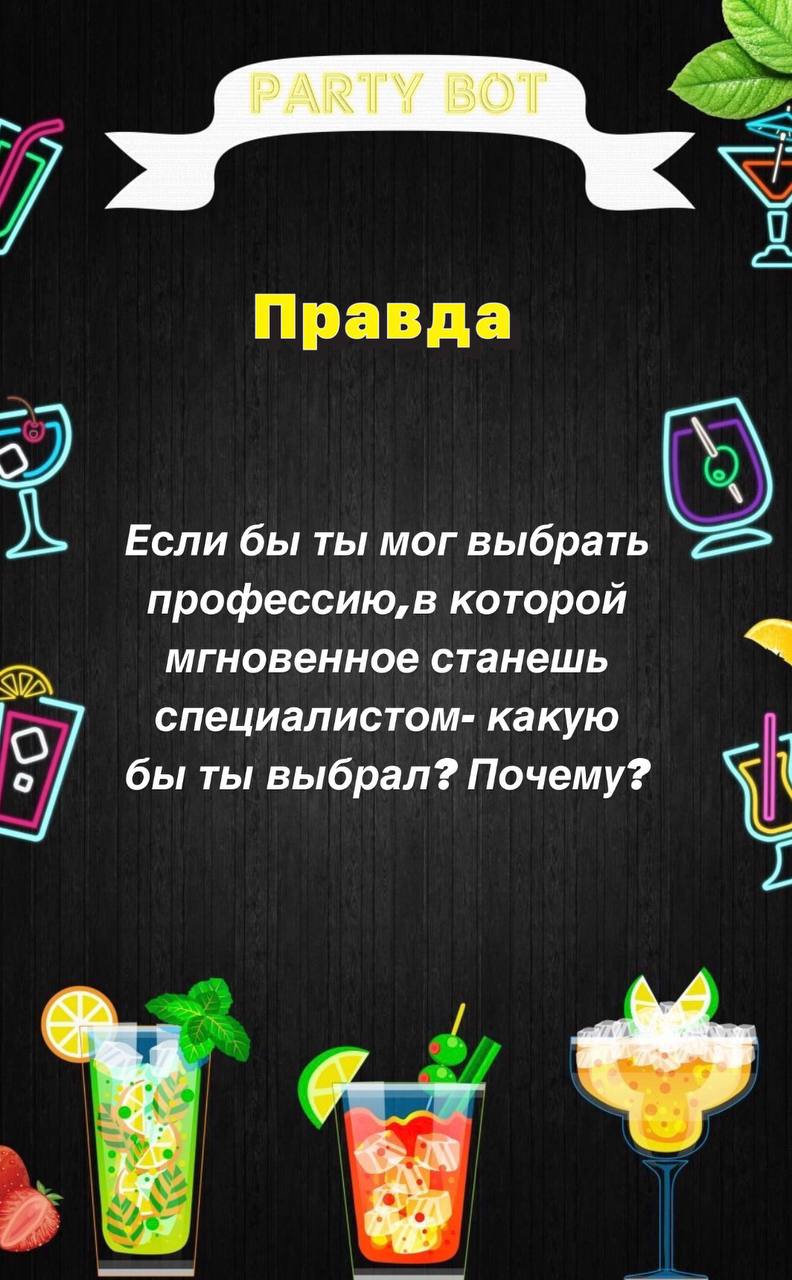 PARTY BOT
Правда
Если бы ты мог выбрать
профессию,в которой
мгновенное станешь
специалистом- какую
бы ты выбрал? Почему?